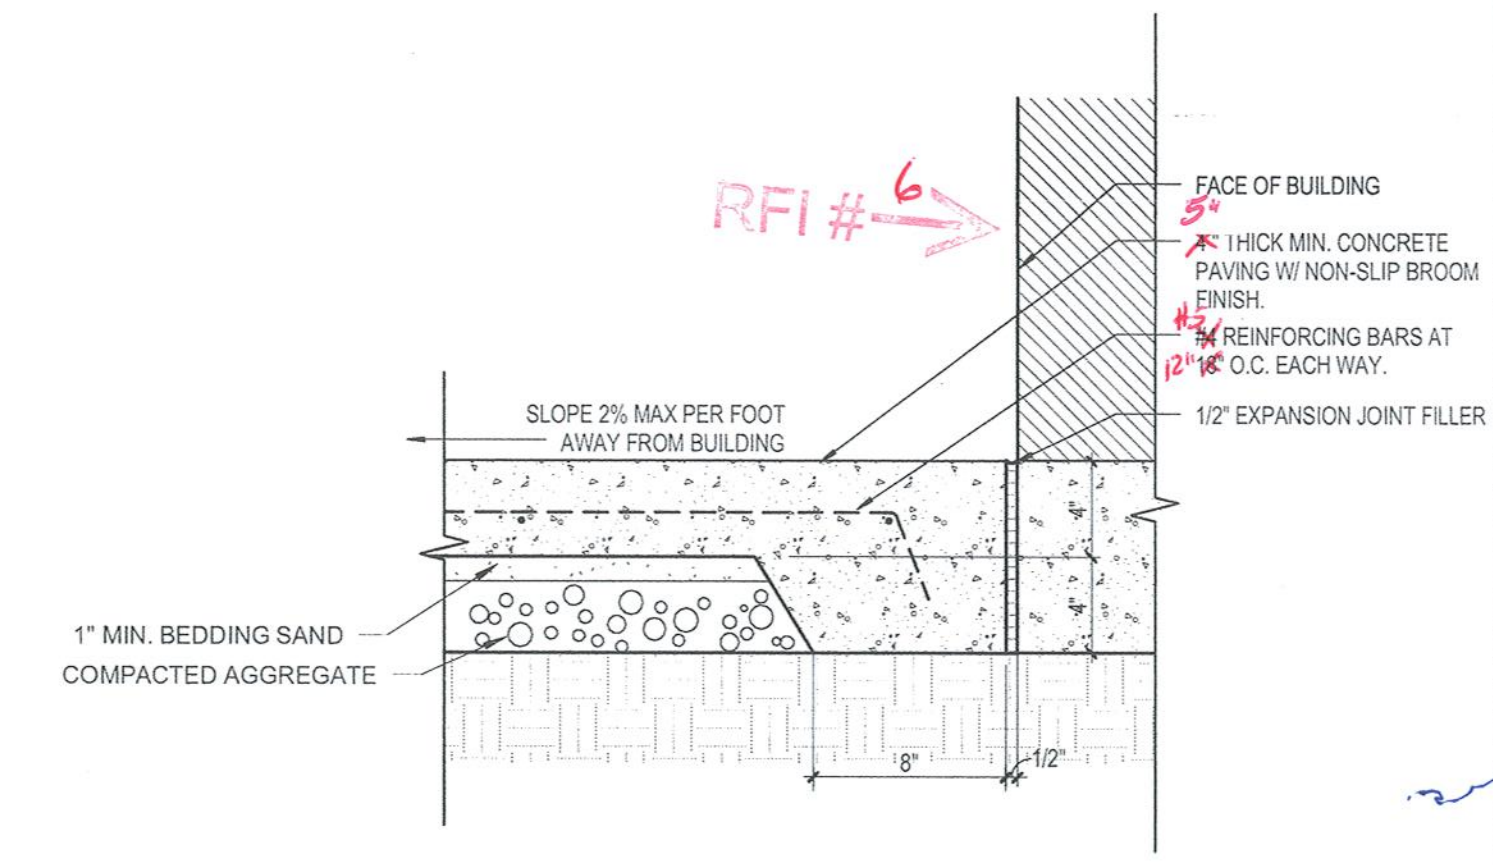 RFI # 6
FACE OF BUILDING
5"
4" THICK MIN. CONCRETE
PAVING W/ NON-SLIP BROOM
FINISH.
#5
#4 REINFORCING BARS AT
12" 18" O.C. EACH WAY.
1/2" EXPANSION JOINT FILLER
SLOPE 2% MAX PER FOOT
AWAY FROM BUILDING
4"
4"
1" MIN. BEDDING SAND
COMPACTED AGGREGATE
8"
1/2"